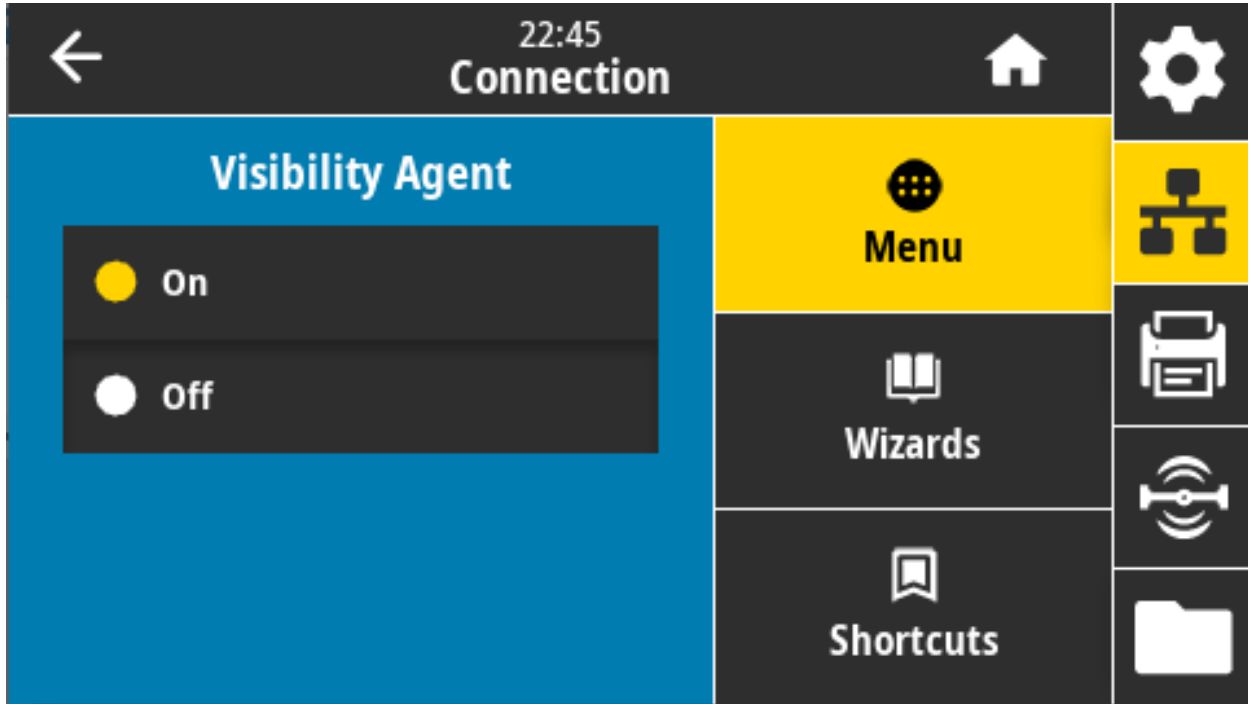 22:45
Connection
Visibility Agent
On
Off
Menu
Wizards
Shortcuts